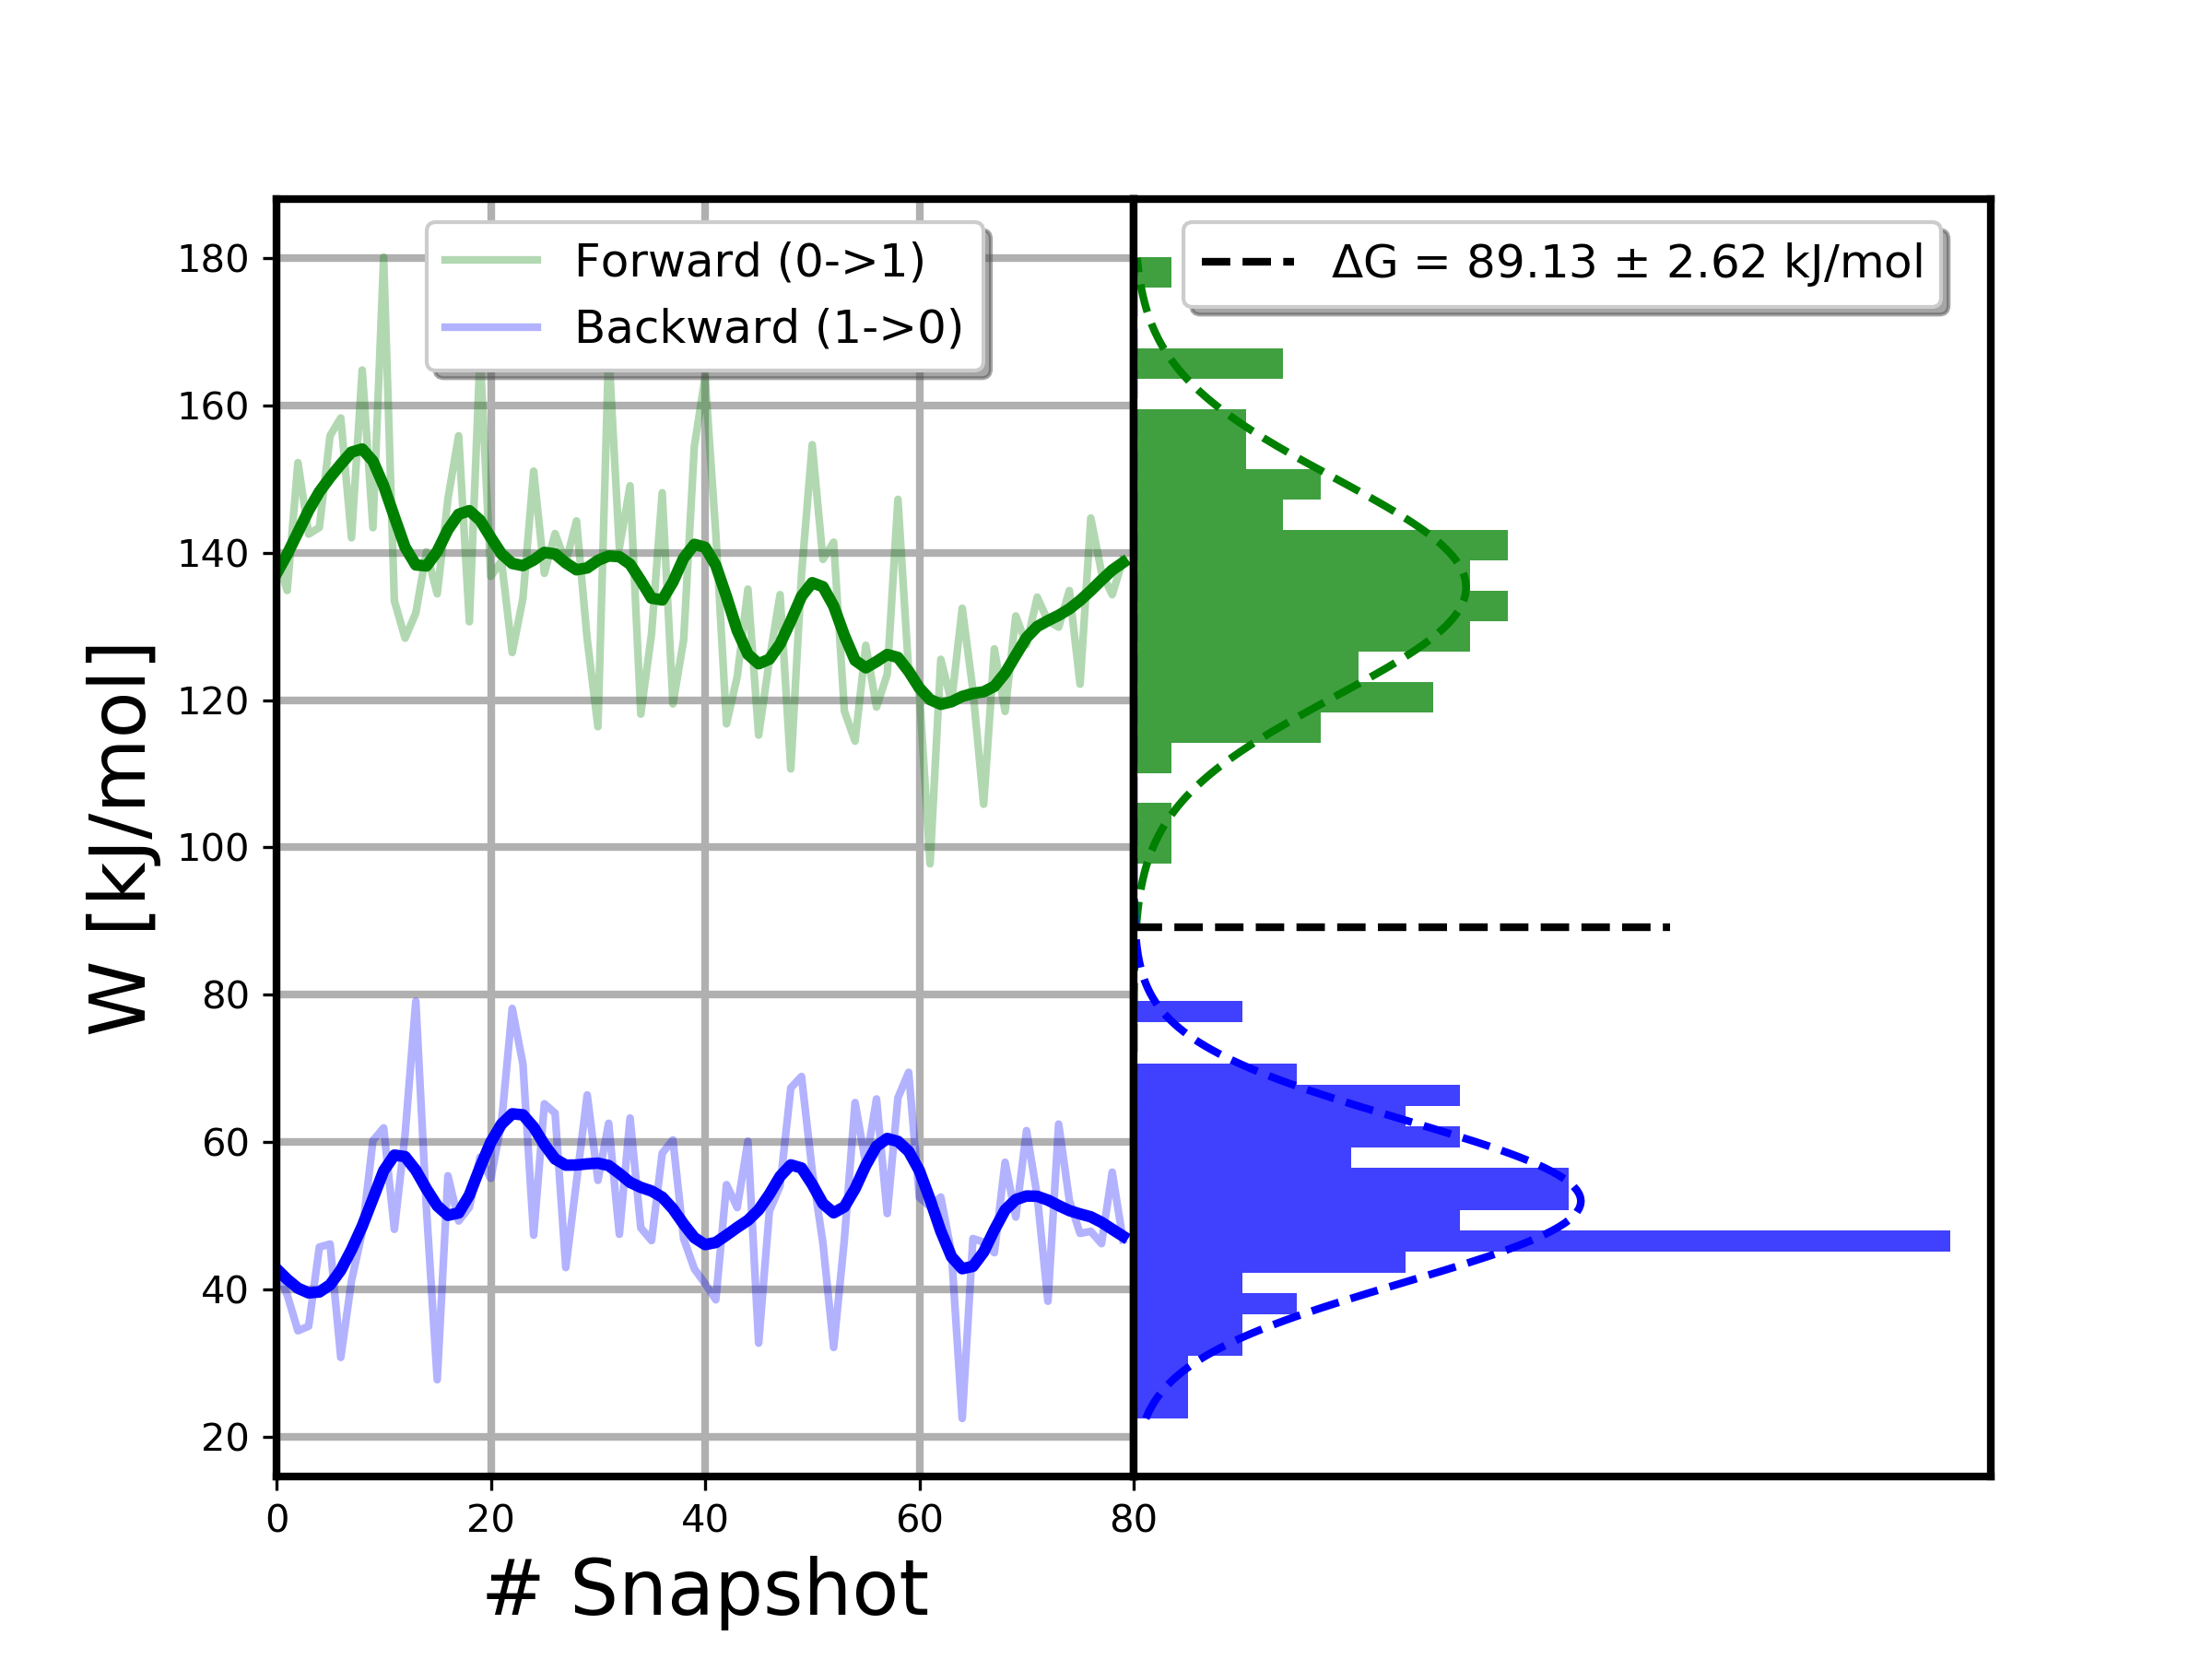 Forward (0->1)
Backward (1->0)
ΔG = 89.13 ± 2.62 kJ/mol
W [kJ/mol]
180
160
140
120
100
80
60
40
20
0
20
40
60
80
# Snapshot